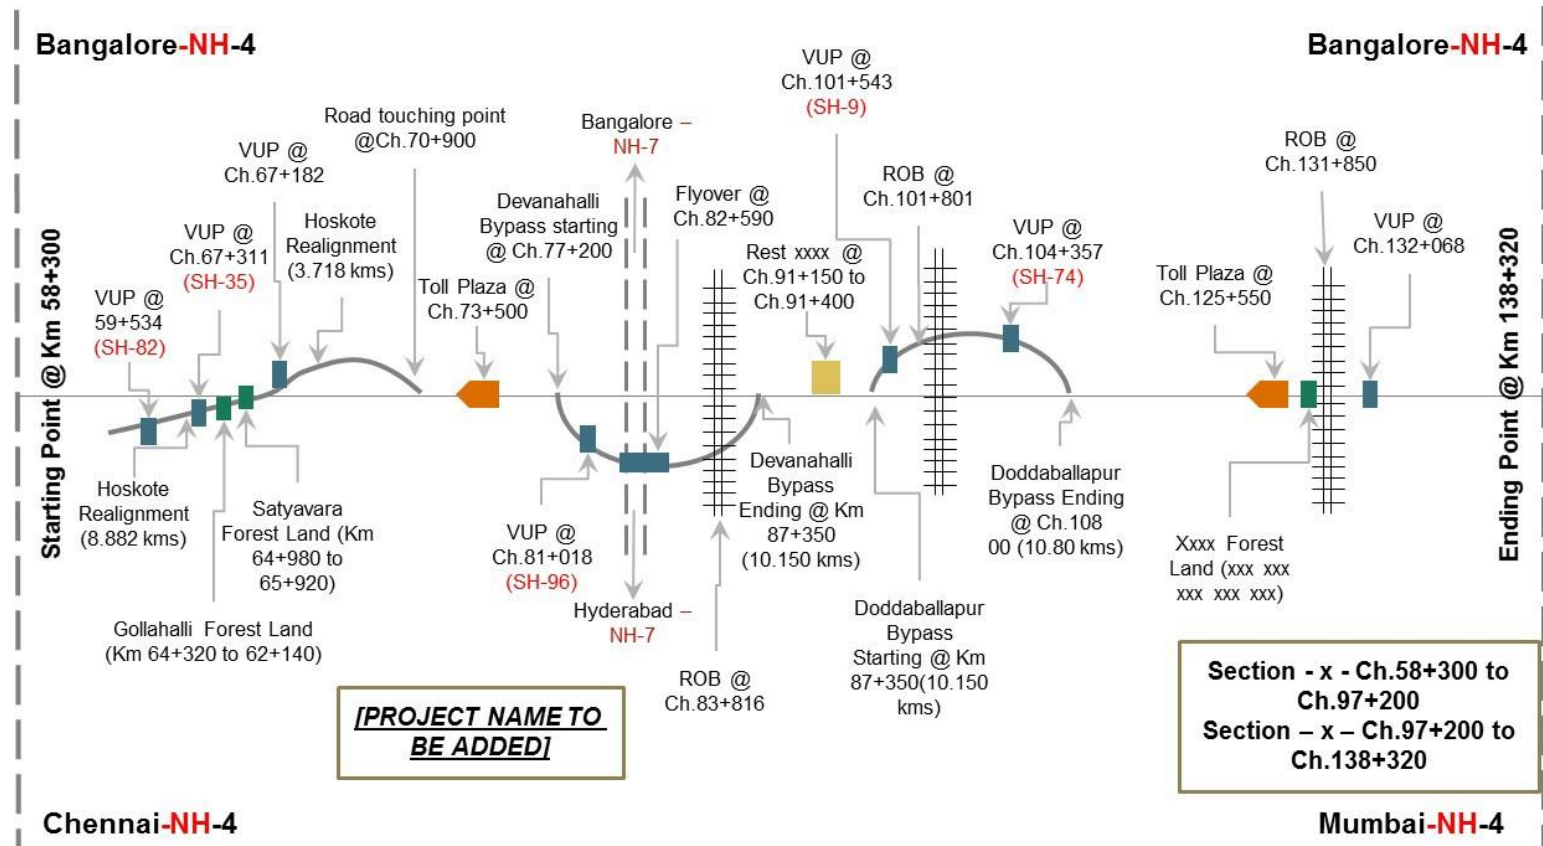 Bangalore-NH-4
Bangalore-NH-4
Starting Point @ Km 58+300
VUP @
59+534
(SH-82)
VUP @
Ch.67+311
(SH-35)
VUP @
Ch.67+182
Hoskote
Realignment
(3.718 kms)
Road touching point
@Ch.70+900
Toll Plaza @
Ch.73+500
Devanahalli
Bypass starting
@ Ch.77+200
Bangalore –
NH-7
Flyover @
Ch.82+590
VUP @
Ch.101+543
(SH-9)
Rest xxxx @
Ch.91+150 to
Ch.91+400
ROB @
Ch.101+801
VUP @
Ch.104+357
(SH-74)
Toll Plaza @
Ch.125+550
ROB @
Ch.131+850
VUP @
Ch.132+068
Ending Point @ Km 138+320
Hoskote
Realignment
(8.882 kms)
Satyavara
Forest Land (Km
64+980 to
65+920)
Gollahalli Forest Land
(Km 64+320 to 62+140)
VUP @
Ch.81+018
(SH-96)
Hyderabad –
NH-7
ROB @
Ch.83+816
Devanahalli
Bypass
Ending @ Km
87+350
(10.150 kms)
Doddaballapur
Bypass
Starting @ Km
87+350(10.150
kms)
Doddaballapur
Bypass Ending
@ Ch.108
00 (10.80 kms)
Xxxx Forest
Land (xxx xxx
xxx xxx xxx)
[PROJECT NAME TO
BE ADDED]
Section - x - Ch.58+300 to
Ch.97+200
Section – x – Ch.97+200 to
Ch.138+320
Chennai-NH-4
Mumbai-NH-4